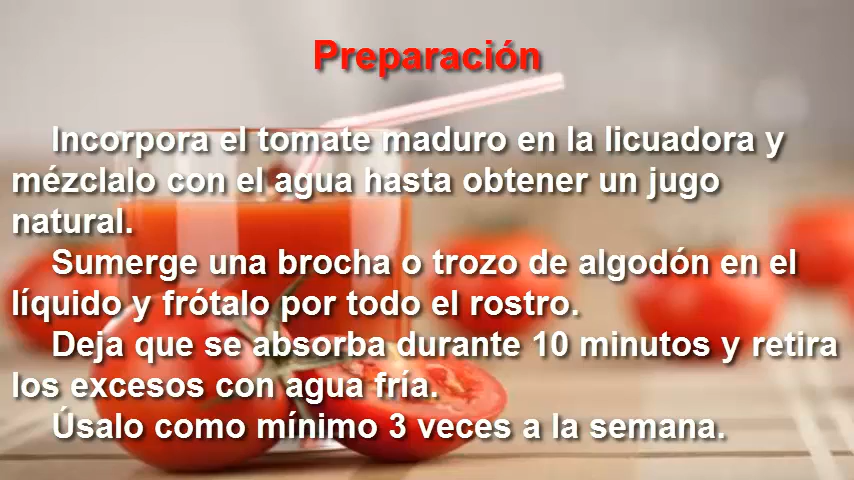 Preparación
Incorpora el tomate maduro en la licuadora y
mézclalo con el agua hasta obtener un jugo
natural.
Sumerge una brocha o trozo de algodón en el
líquido y frótalo por todo el rostro.
Deja que se absorba durante 10 minutos y retira
los excesos con agua fría.
Úsalo como mínimo 3 veces a la semana.